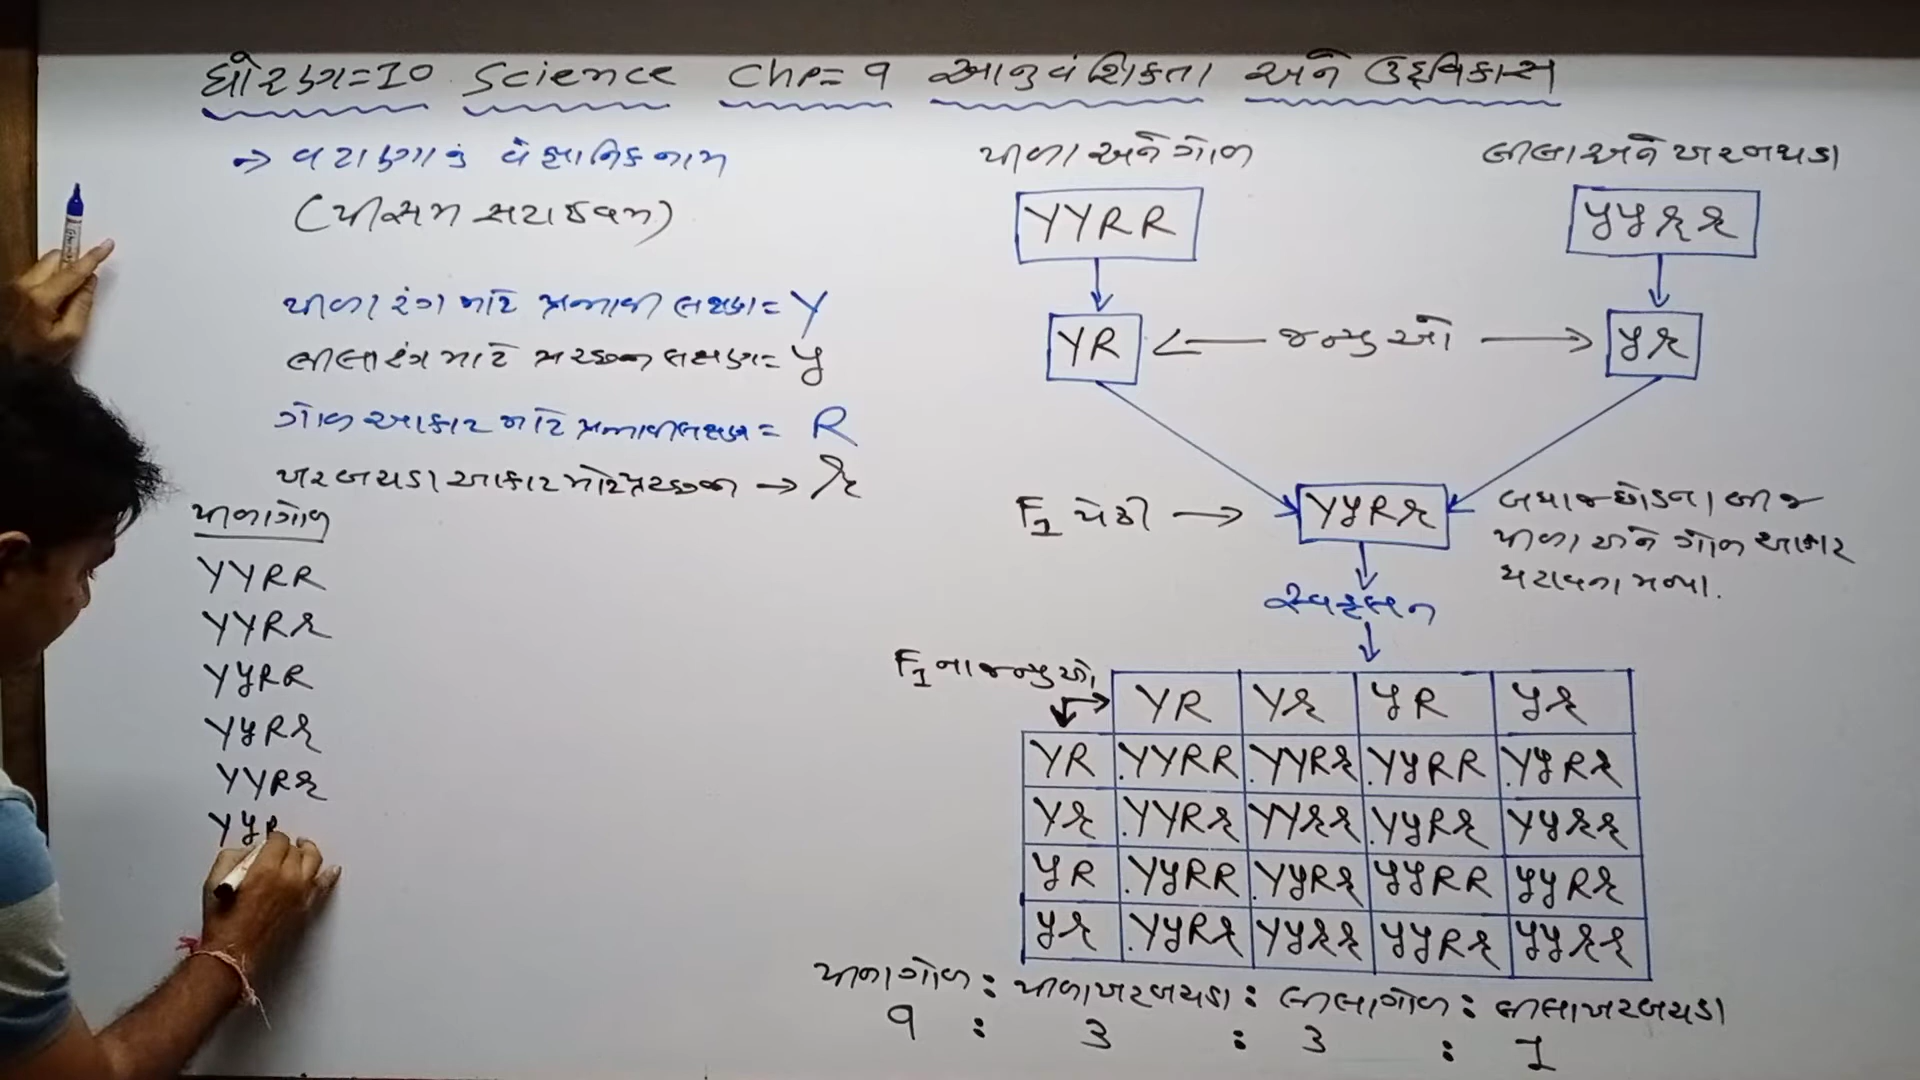 ધોરણ=10 Science Chp=9 આનુવંશિકતા અને ઉદ્દવિકાસ
→ વટાણાનું વૈજ્ઞાનિક નામ
(પીસમ સટાઈવમ)
પીળા રંગ માટે પ્રભાવી લક્ષણ = Y
લીલા રંગ માટે પ્રચ્છન્ન લક્ષણ = y
ગોળ આકાર માટે પ્રભાવી લક્ષણ = R
ખરબચડા આકાર માટે પ્રચ્છન્ન → r
પીળા ગોળ
YYRR
YYRr
YyRR
YyRr
YYRr
YyR
પીળા અને ગોળ લીલા અને ખરબચડા
YYRR yyrr
YR ← જન્યુઓ → yr
F1 પેઢી → YyRr
બધા જ છોડના બીજ
પીળા અને ગોળ આકાર
ધરાવતા મળ્યા.
સ્વફલન
F1 ના જન્યુઓ
YR Yr yR yr
YR YYRR YYRr YyRR YyRr
Yr YYRr YYrr YyRr Yyrr
yR YyRR YyRr yyRR yyRr
yr YyRr Yyrr yyRr yyrr
પીળા ગોળ : પીળા ખરબચડા : લીલા ગોળ : લીલા ખરબચડા
9 : 3 : 3 : 1